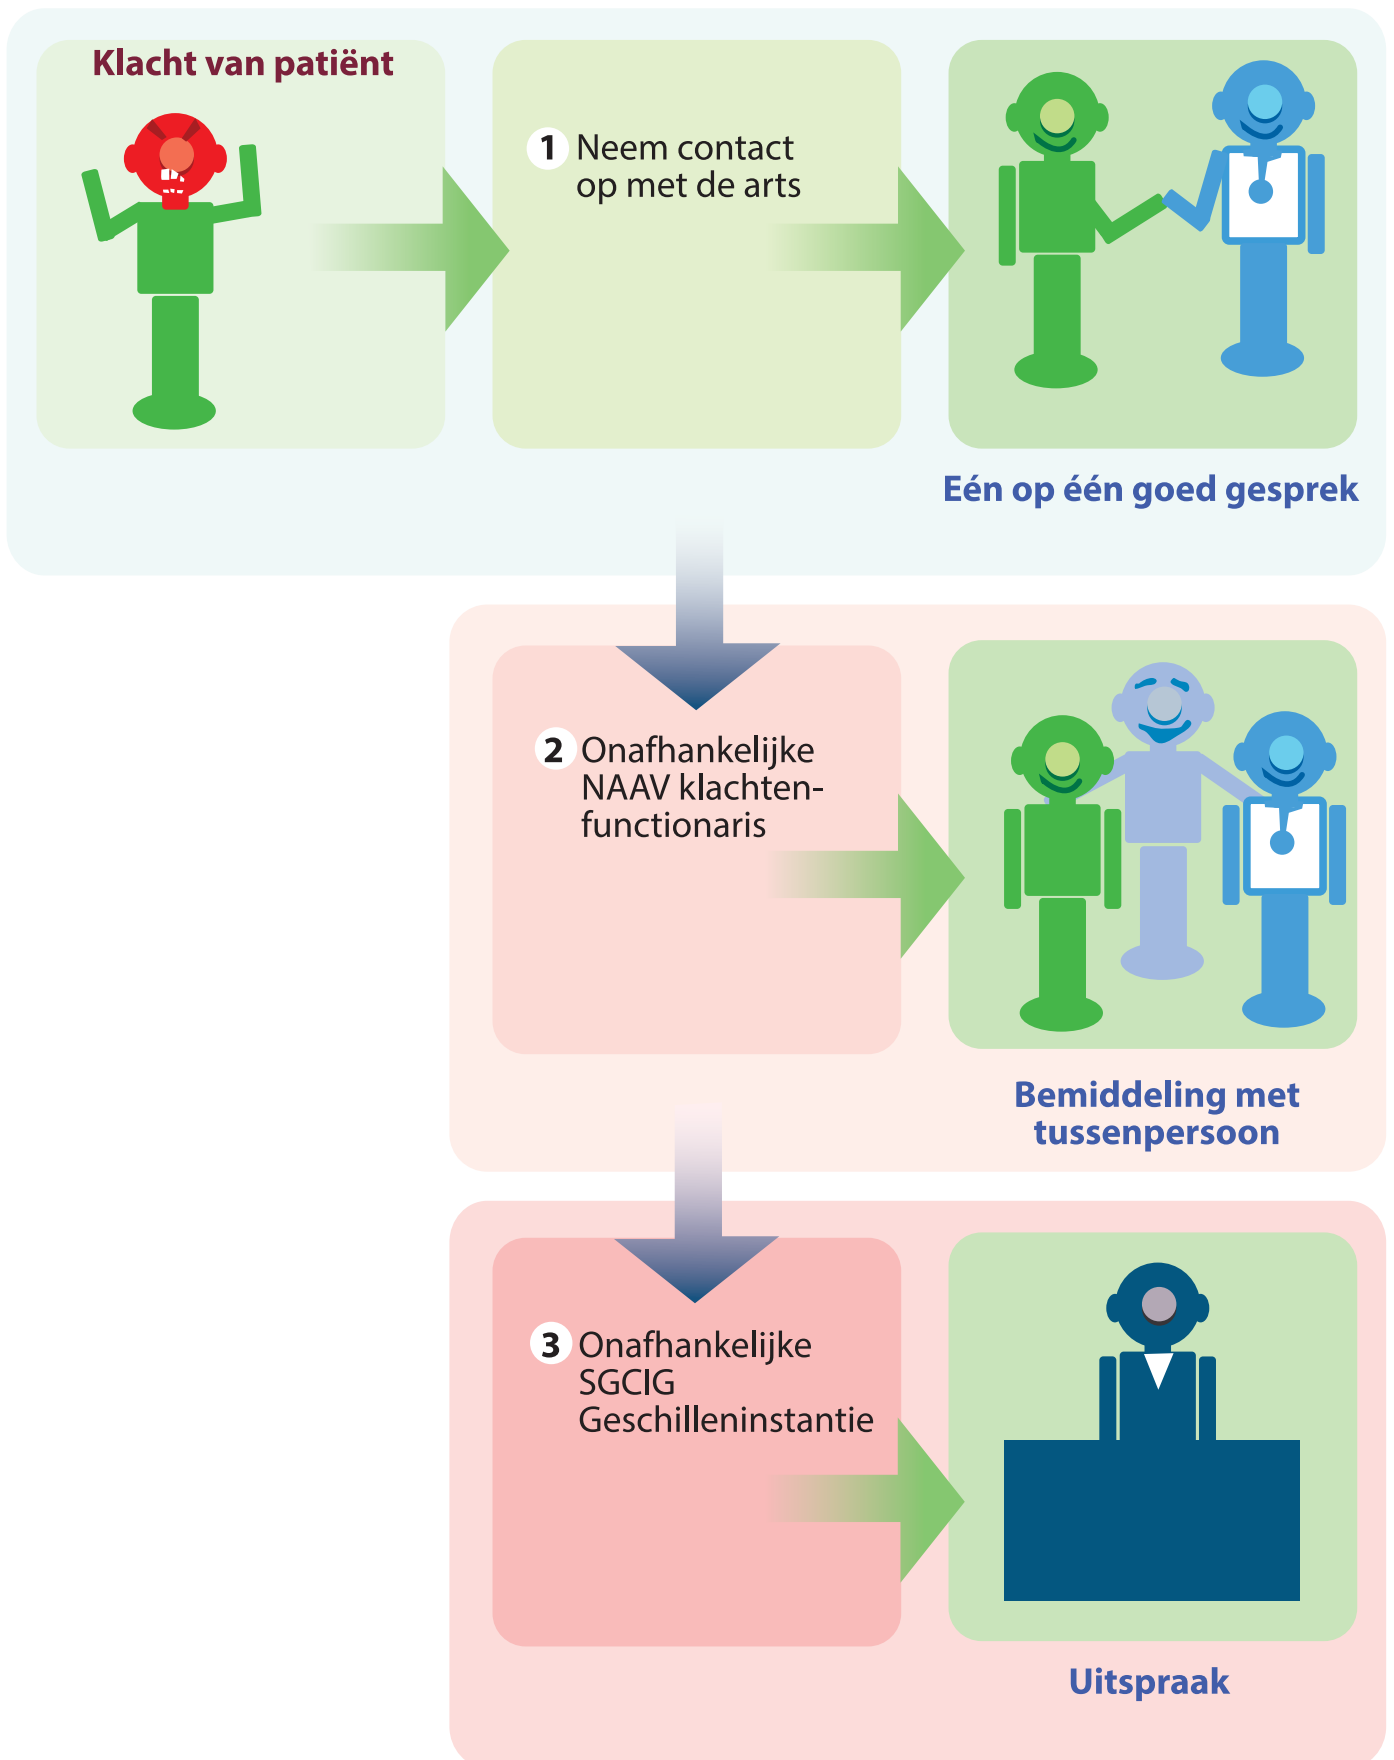 Klacht van patiënt
1 Neem contact
op met de arts
Eén op één goed gesprek
2 Onafhankelijke
NAAV klachten-
functionaris
Bemiddeling met
tussenpersoon
3 Onafhankelijke
SGCIG
Geschilleninstantie
Uitspraak